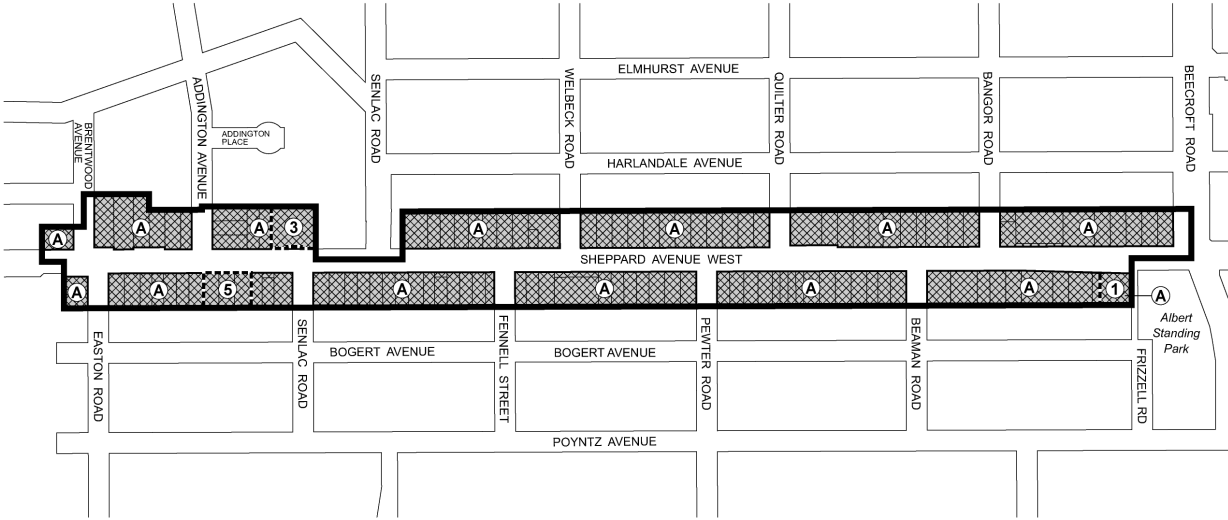 ELMHURST AVENUE
SENLAC ROAD
WELBECK ROAD
QUILTER ROAD
BANGOR ROAD
BEECROFT ROAD
ADDINGTON AVENUE
BRENTWOOD
AVENUE
ADDINGTON
PLACE
HARLANDALE AVENUE
A
A
A
3
A
A
A
A
SHEPPARD AVENUE WEST
A
A
5
A
A
A
A
1
A
Albert
Standing
Park
EASTON ROAD
SENLAC ROAD
BOGERT AVENUE
FENNELL STREET
BOGERT AVENUE
PEWTER ROAD
BEAMAN ROAD
FRIZZELL RD
POYNTZ AVENUE